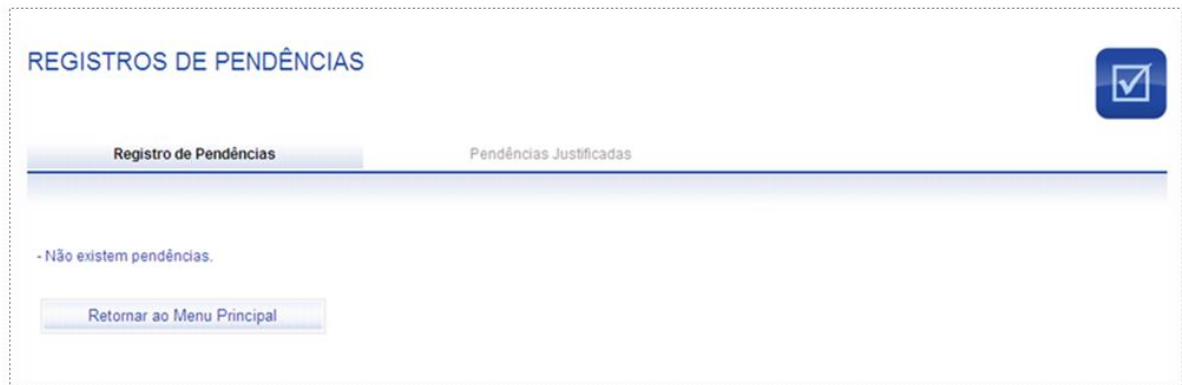 REGISTROS DE PENDÊNCIAS
Registro de Pendências
Pendências Justificadas
- Não existem pendências.
Retornar ao Menu Principal